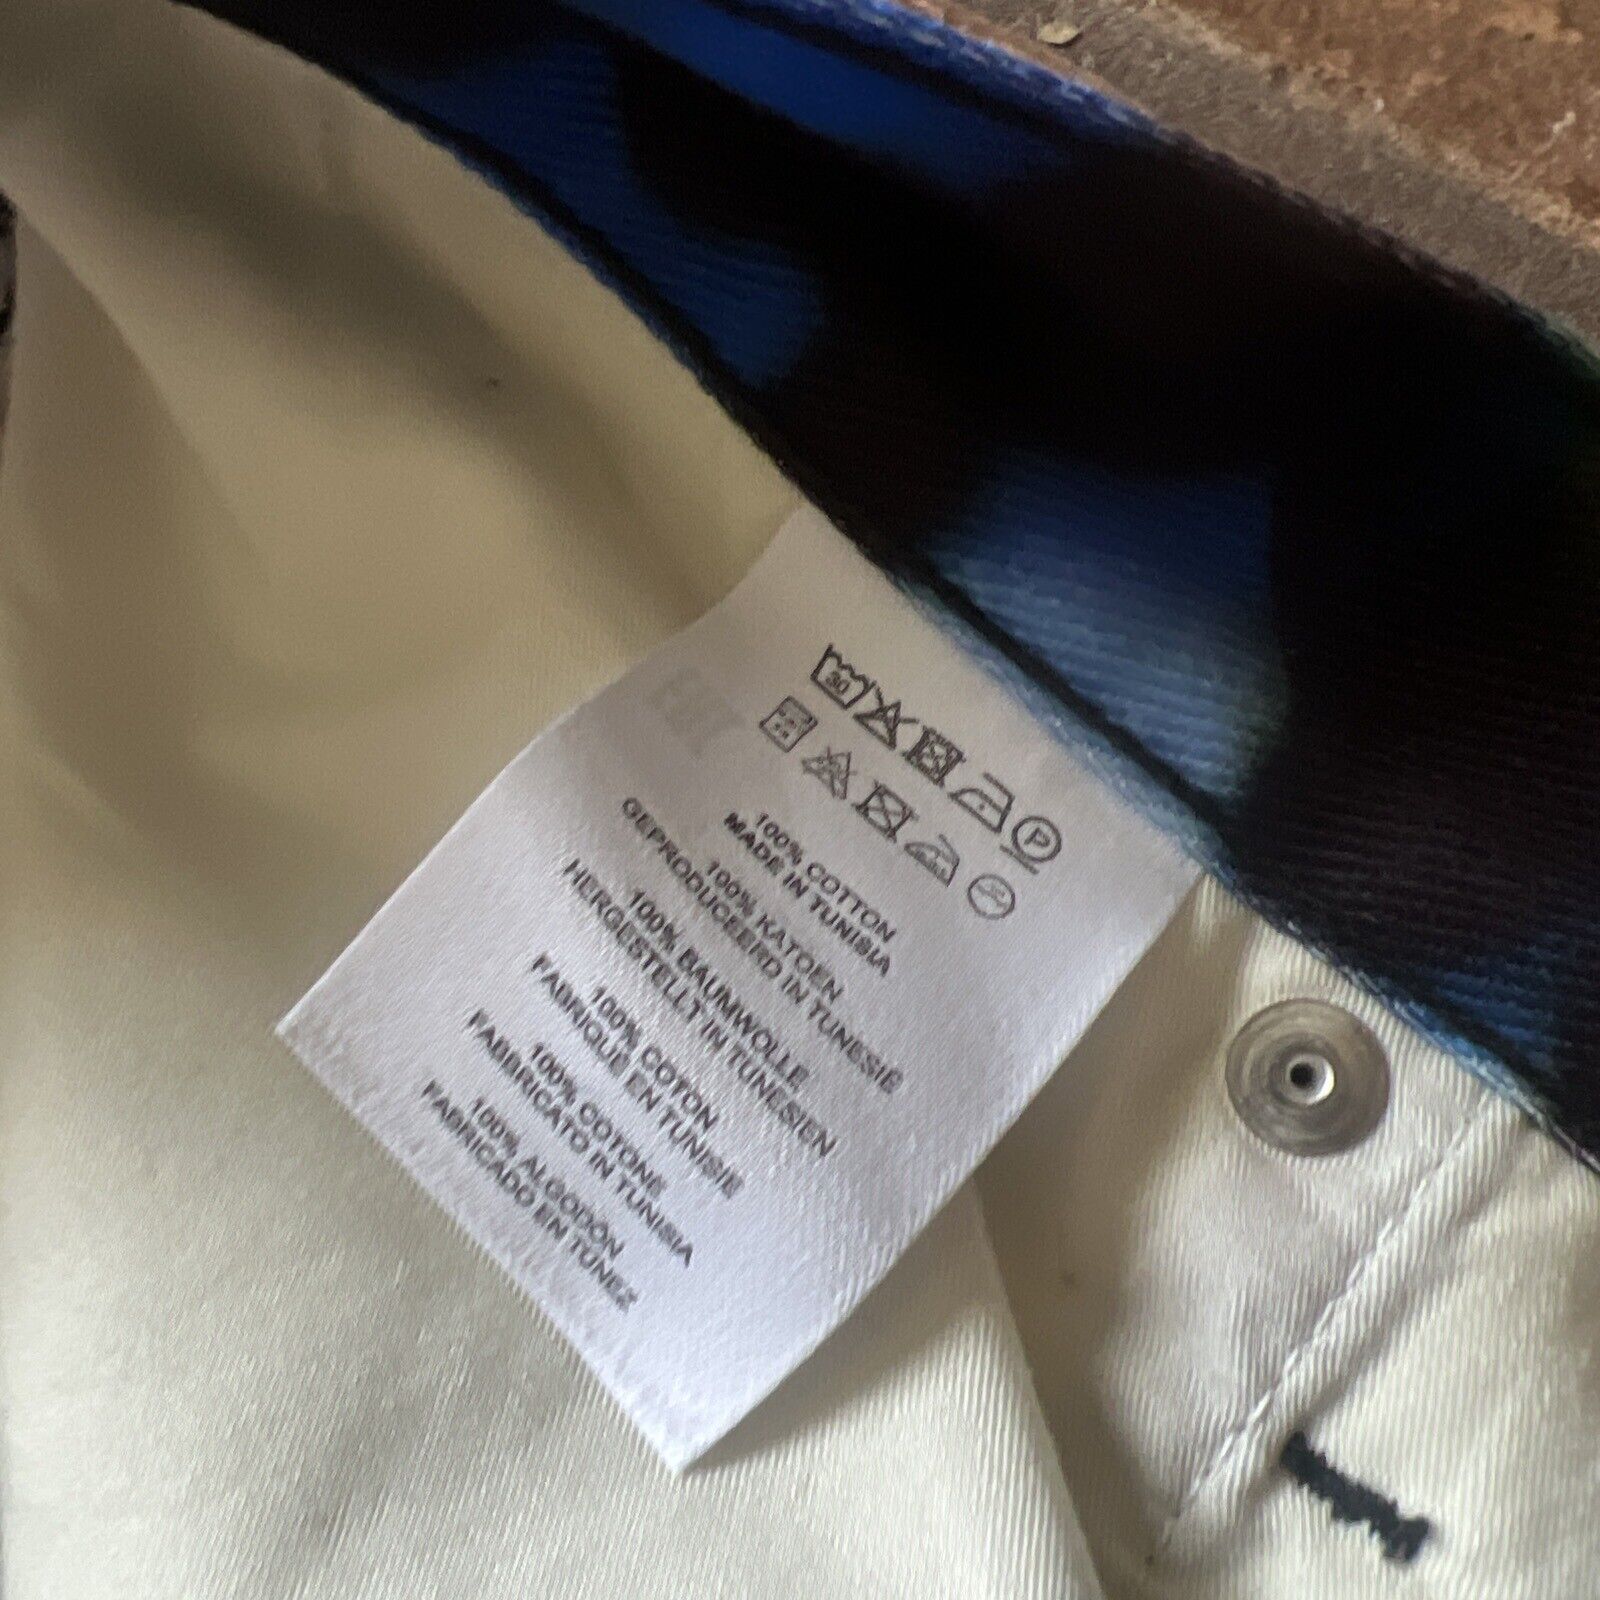 30
P
100% COTTON
MADE IN TUNISIA
100% KATOEN
GEPRODUCEERD IN TUNESIË
100% BAUMWOLLE
HERGESTELLT IN TUNESIEN
100% COTON
FABRIQUÉ EN TUNISIE
100% COTONE
FABBRICATO IN TUNISIA
100% ALGODÓN
FABRICADO EN TÚNEZ